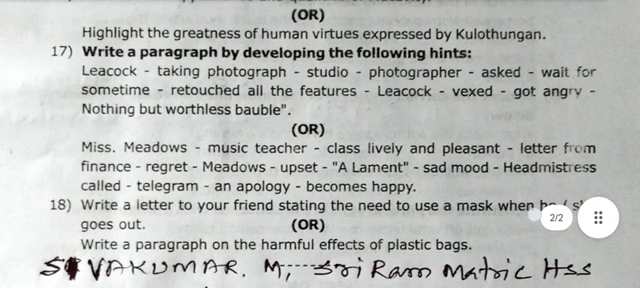 (OR)
Highlight the greatness of human virtues expressed by Kulothungan.
17) Write a paragraph by developing the following hints:
Leacock - taking photograph - studio - photographer - asked - wait for
sometime - retouched all the features - Leacock - vexed - got angry -
Nothing but worthless bauble".
(OR)
Miss. Meadows - music teacher - class lively and pleasant - letter from
finance - regret - Meadows - upset - "A Lament" - sad mood - Headmistress
called - telegram - an apology - becomes happy.
18) Write a letter to your friend stating the need to use a mask when
goes out. (OR)
2/2
Write a paragraph on the harmful effects of plastic bags.
SIVAKUMAR. M, Sri Ram Matric Hss